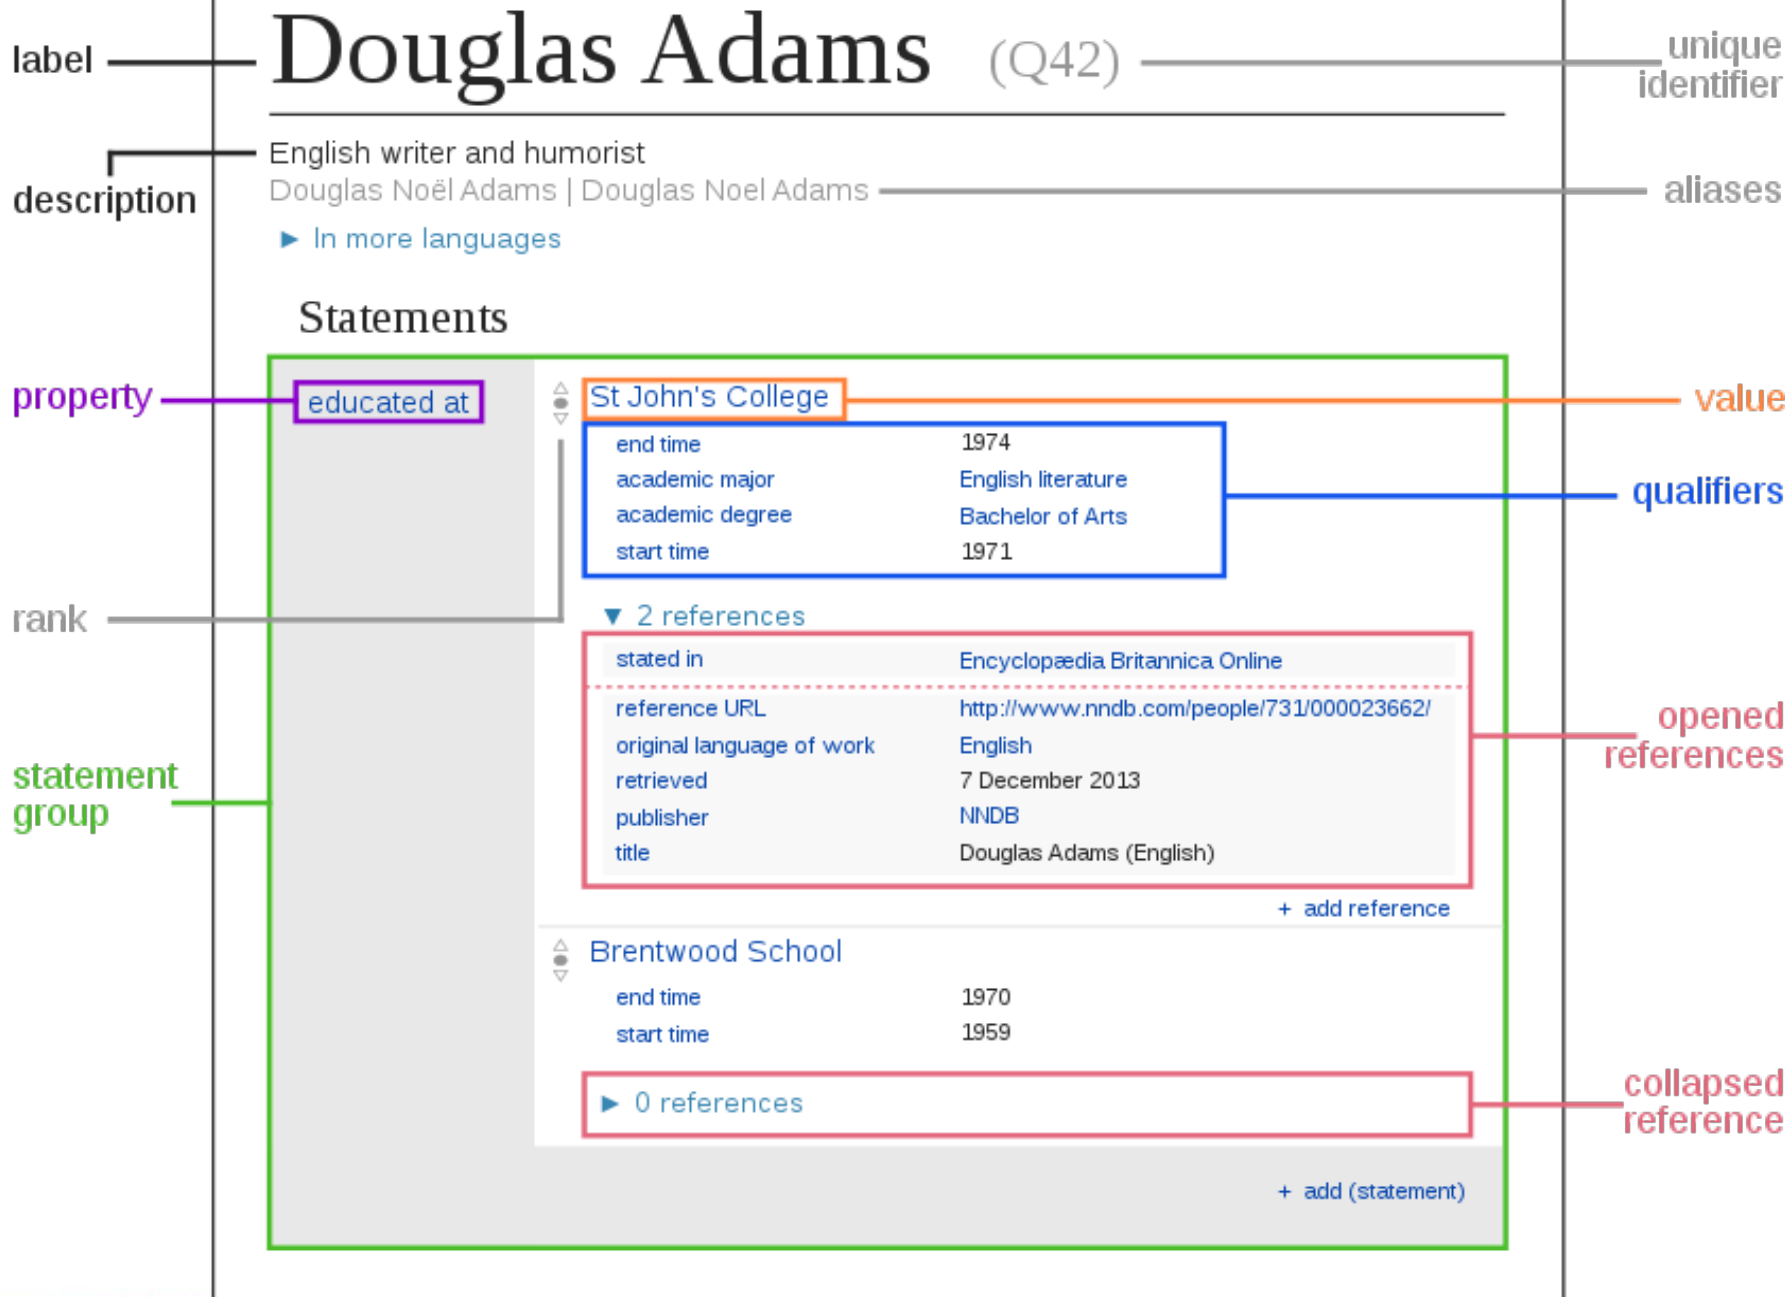 label
Douglas Adams (Q42)
unique
identifier
description
English writer and humorist
Douglas Noël Adams | Douglas Noel Adams
aliases
► In more languages
Statements
property
educated at
St John's College
value
end time 1974
academic major English literature
academic degree Bachelor of Arts
start time 1971
qualifiers
rank
▼ 2 references
stated in Encyclopædia Britannica Online
reference URL http://www.nndb.com/people/731/000023662/
original language of work English
retrieved 7 December 2013
publisher NNDB
title Douglas Adams (English)
opened
references
statement
group
+ add reference
Brentwood School
end time 1970
start time 1959
► 0 references
collapsed
reference
+ add (statement)